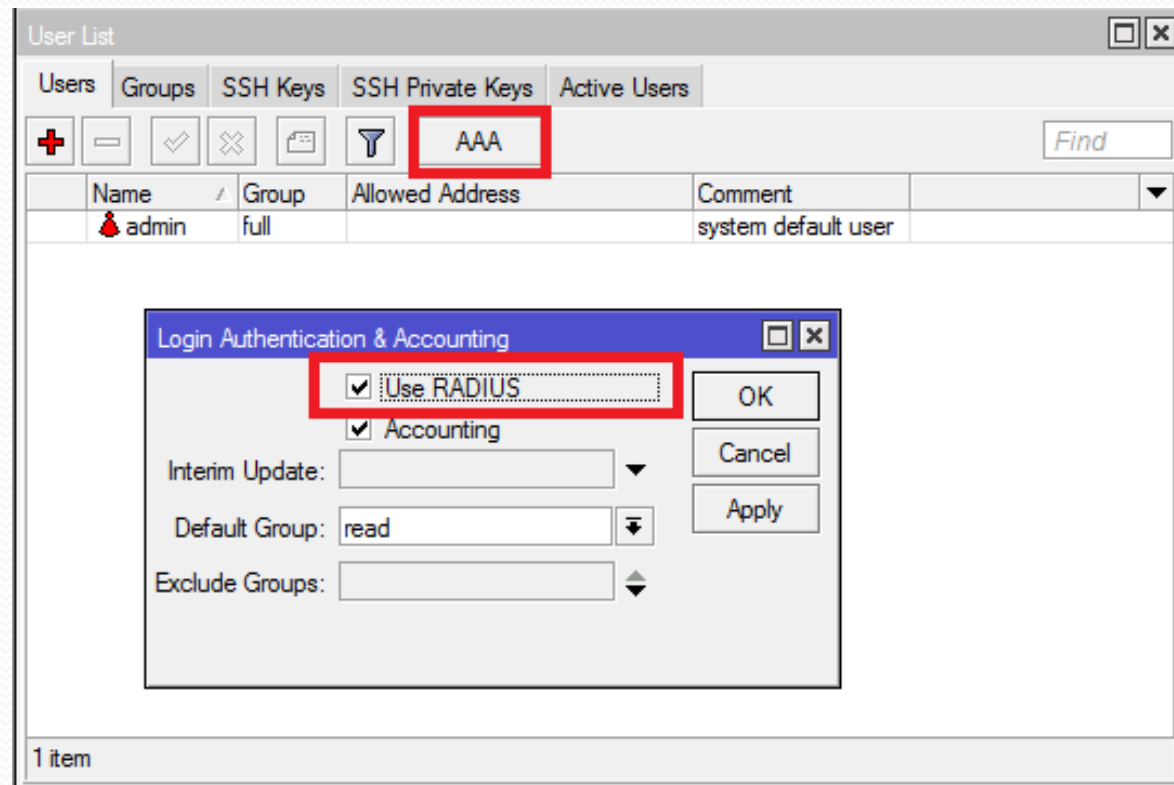 User List
Users Groups SSH Keys SSH Private Keys Active Users
AAA Find
Name Group Allowed Address Comment
admin full system default user
Login Authentication & Accounting
Use RADIUS OK
Accounting
Cancel
Interim Update:
Default Group: read Apply
Exclude Groups:
1 item